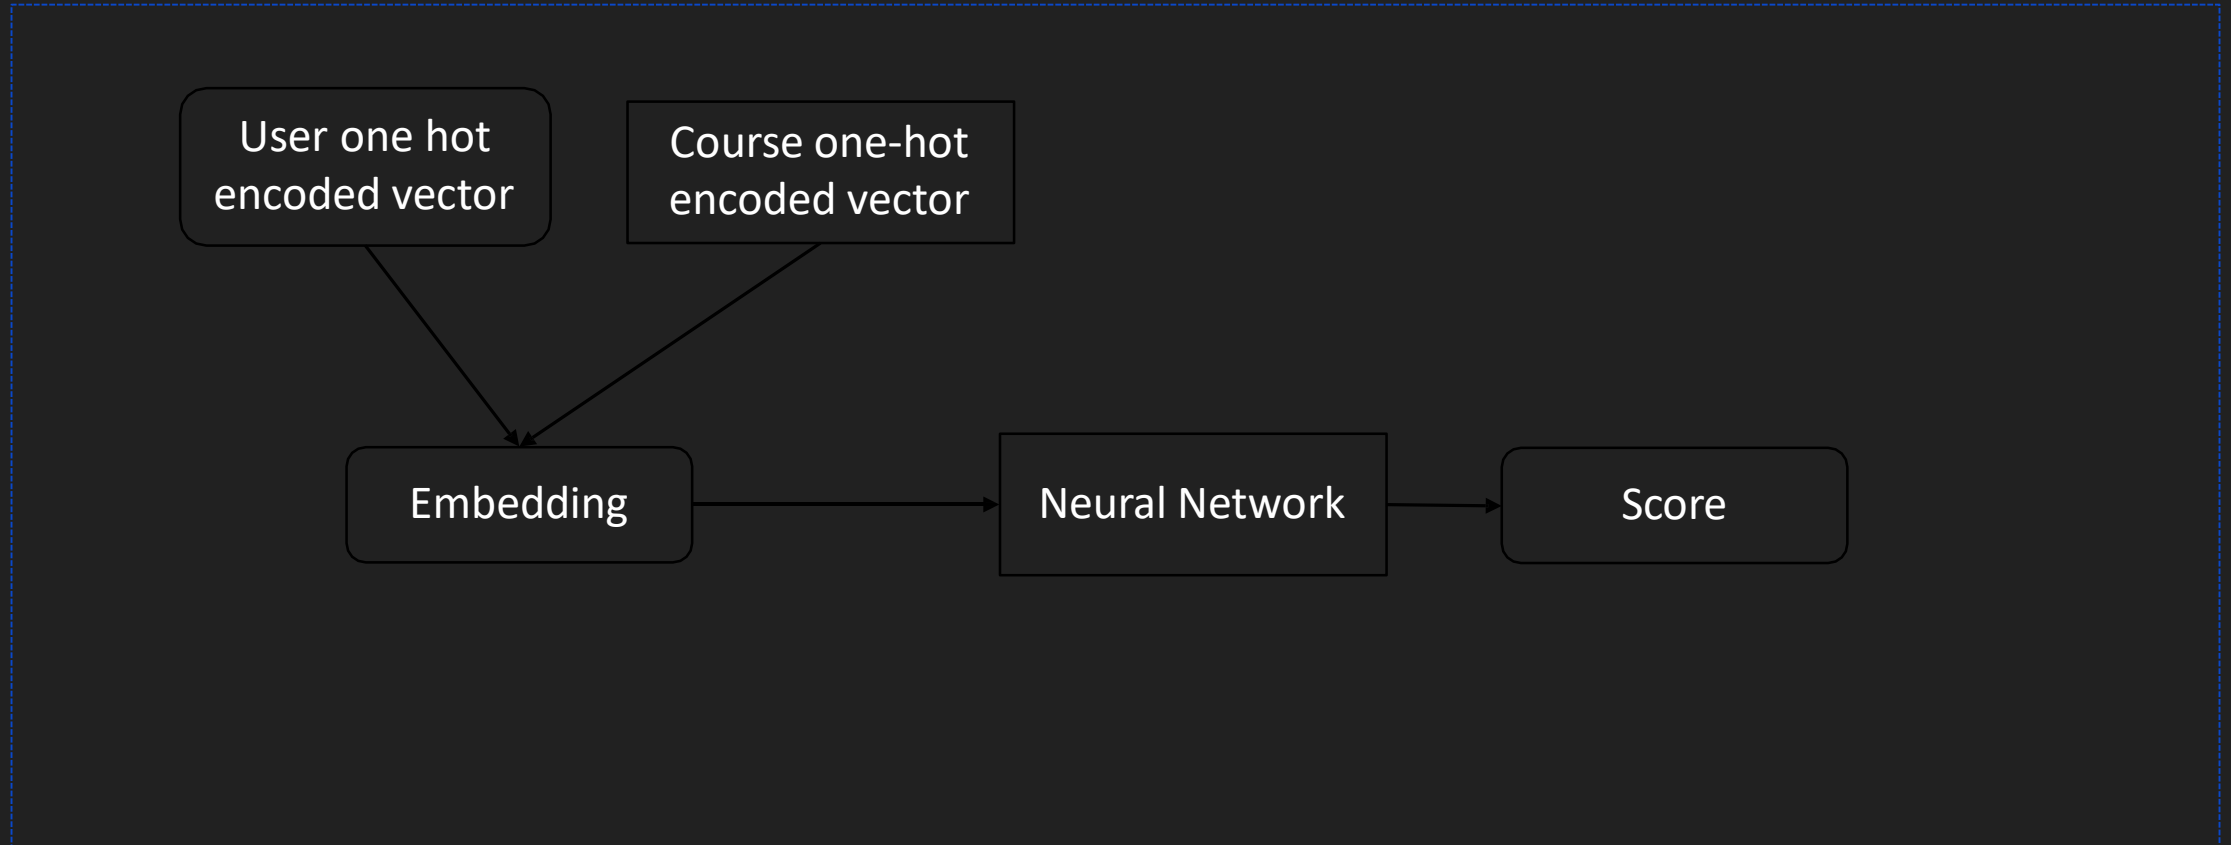 User one hot
encoded vector
Course one-hot
encoded vector
Embedding
Neural Network
Score